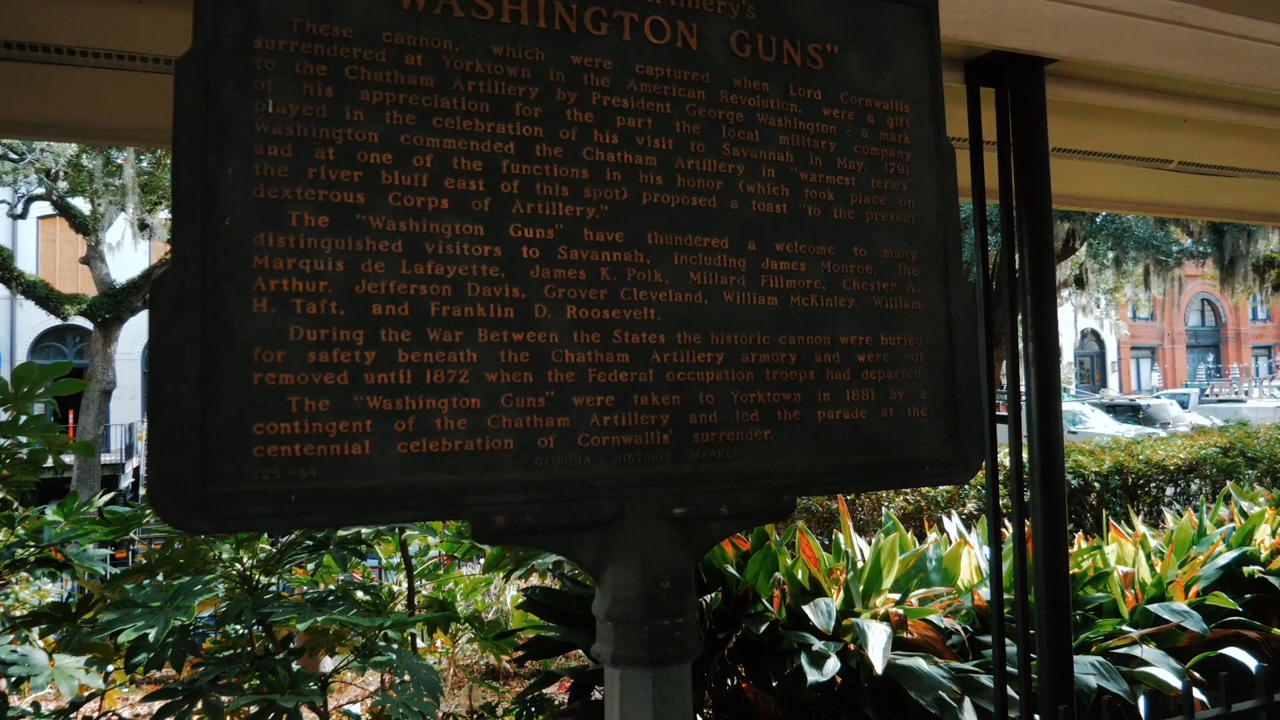 tillery's
"WASHINGTON GUNS"
These cannon, which were captured when Lord Cornwallis
surrendered at Yorktown in the American Revolution, were a gift
to the Chatham Artillery by President George Washington - a mark
of his appreciation for the part the local military company
played in the celebration of his visit to Savannah in May, 1791.
Washington commended the Chatham Artillery in "warmest terms"
and at one of the functions in his honor (which took place on
the river bluff east of this spot) proposed a toast "to the present
dexterous Corps of Artillery."
The "Washington Guns" have thundered a welcome to many
distinguished visitors to Savannah, including James Monroe, the
Marquis de Lafayette, James K. Polk, Millard Fillmore, Chester A.
Arthur, Jefferson Davis, Grover Cleveland, William McKinley, William
H. Taft, and Franklin D. Roosevelt.
During the War Between the States the historic cannon were buried
for safety beneath the Chatham Artillery armory and were not
removed until 1872 when the Federal occupation troops had departed.
The "Washington Guns" were taken to Yorktown in 1881 by a
contingent of the Chatham Artillery and led the parade at the
centennial celebration of Cornwallis' surrender.
025-54 GEORGIA HISTORIC MARKER